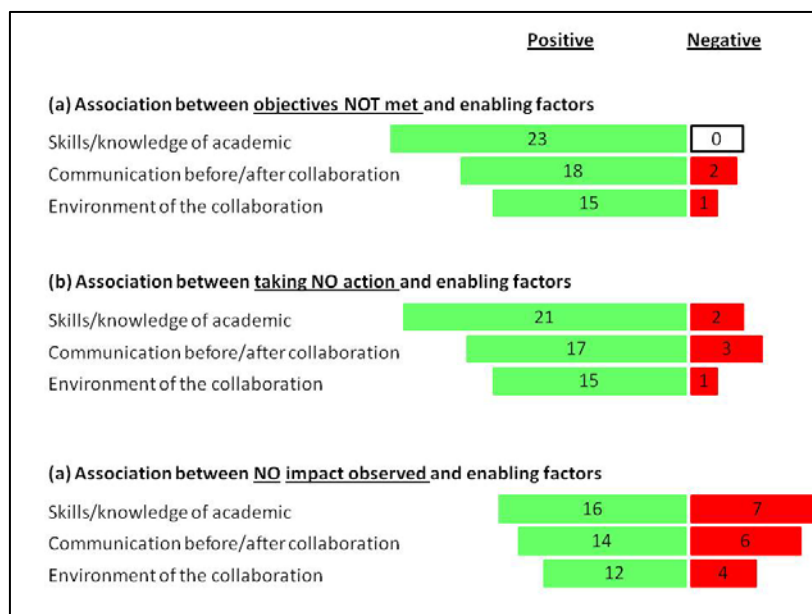 Positive Negative
(a) Association between objectives NOT met and enabling factors
Skills/knowledge of academic 23 0
Communication before/after collaboration 18 2
Environment of the collaboration 15 1
(b) Association between taking NO action and enabling factors
Skills/knowledge of academic 21 2
Communication before/after collaboration 17 3
Environment of the collaboration 15 1
(a) Association between NO impact observed and enabling factors
Skills/knowledge of academic 16 7
Communication before/after collaboration 14 6
Environment of the collaboration 12 4